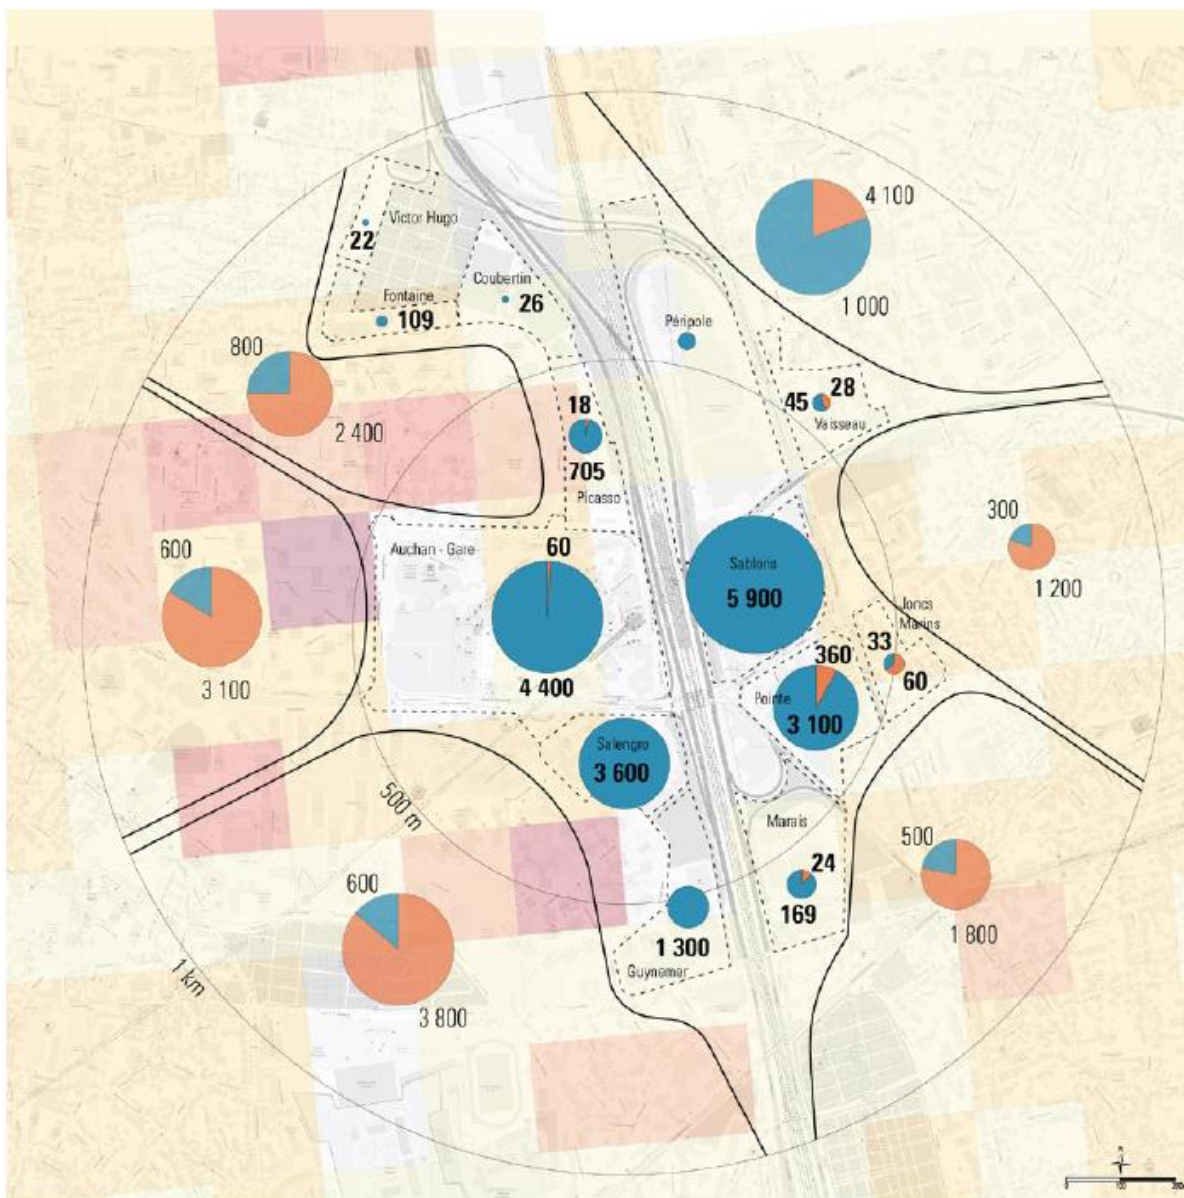 4 100
Victor Hugo
22
Coubertin
26
Fontaine
109
1 000
Péripole
800
2 400
18
705
Picasso
45
28
Vaisseau
Auchan - Gare
60
4 400
Sablons
5 900
300
1 200
600
3 100
Joncs
Marins
33
60
360
Pointe
3 100
Salengro
3 600
500 m
Marais
24
169
500
1 800
600
3 800
1 300
Guynemer
1 km